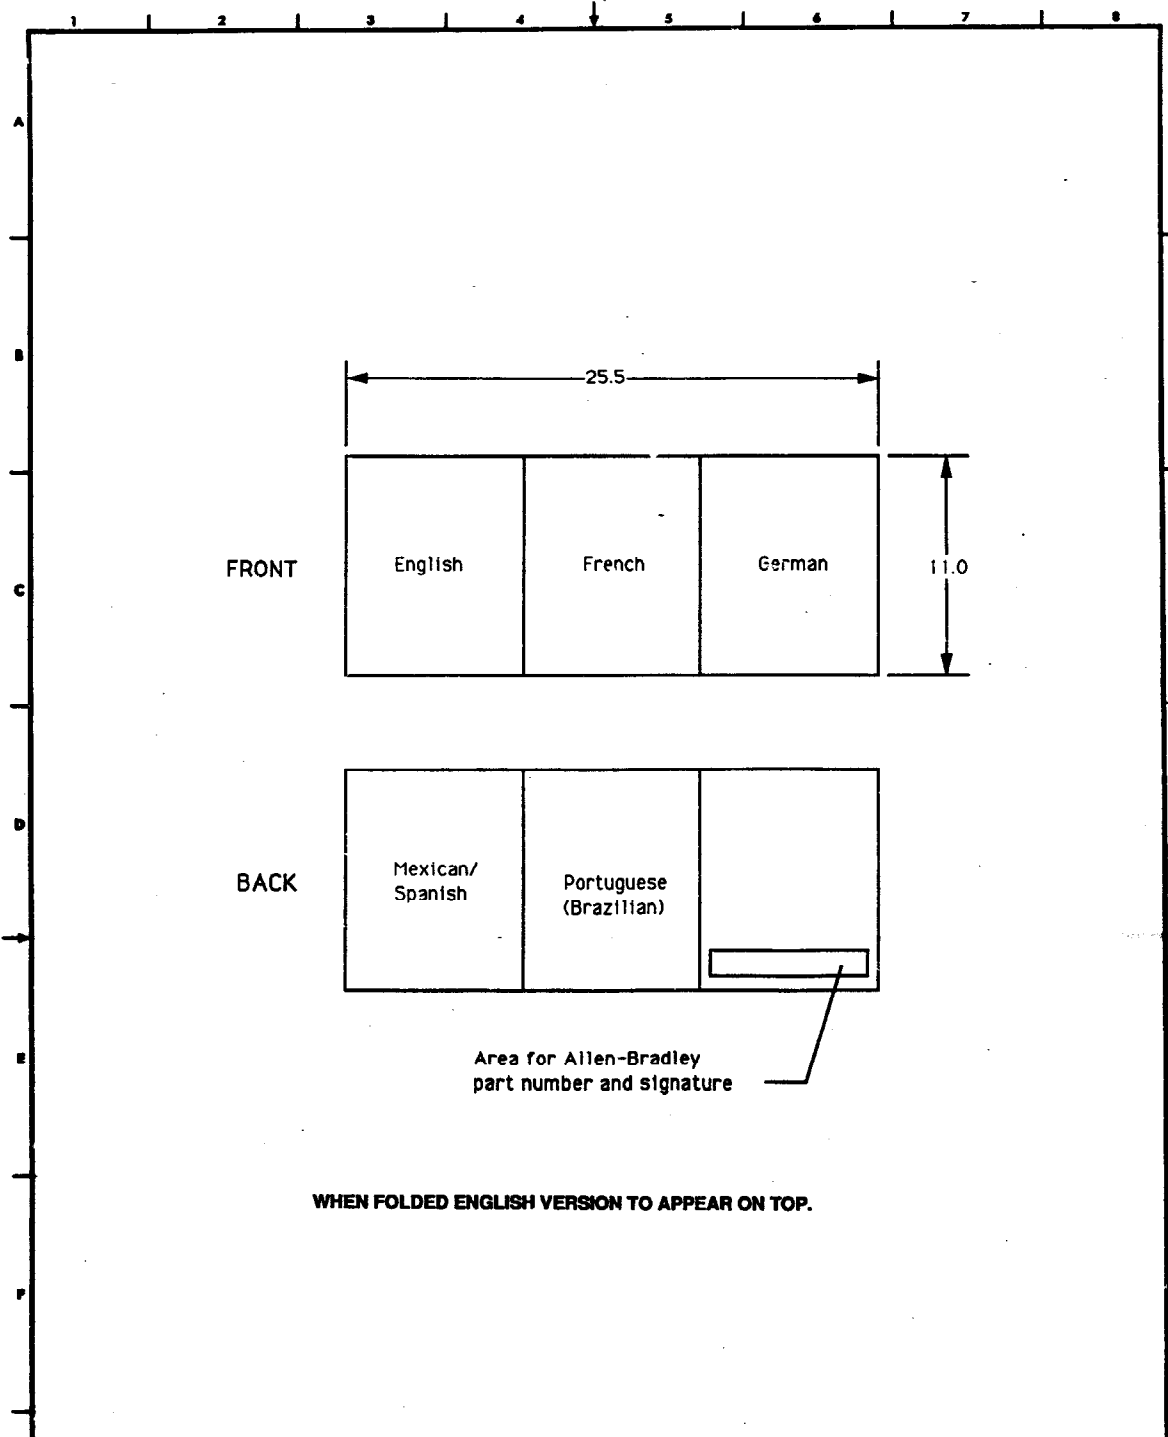 1 2 3 4 5 6 7 8
A
B
25.5
FRONT
English
French
German
11.0
C
D
BACK
Mexican/
Spanish
Portuguese
(Brazilian)
E
Area for Allen-Bradley
part number and signature
WHEN FOLDED ENGLISH VERSION TO APPEAR ON TOP.
F